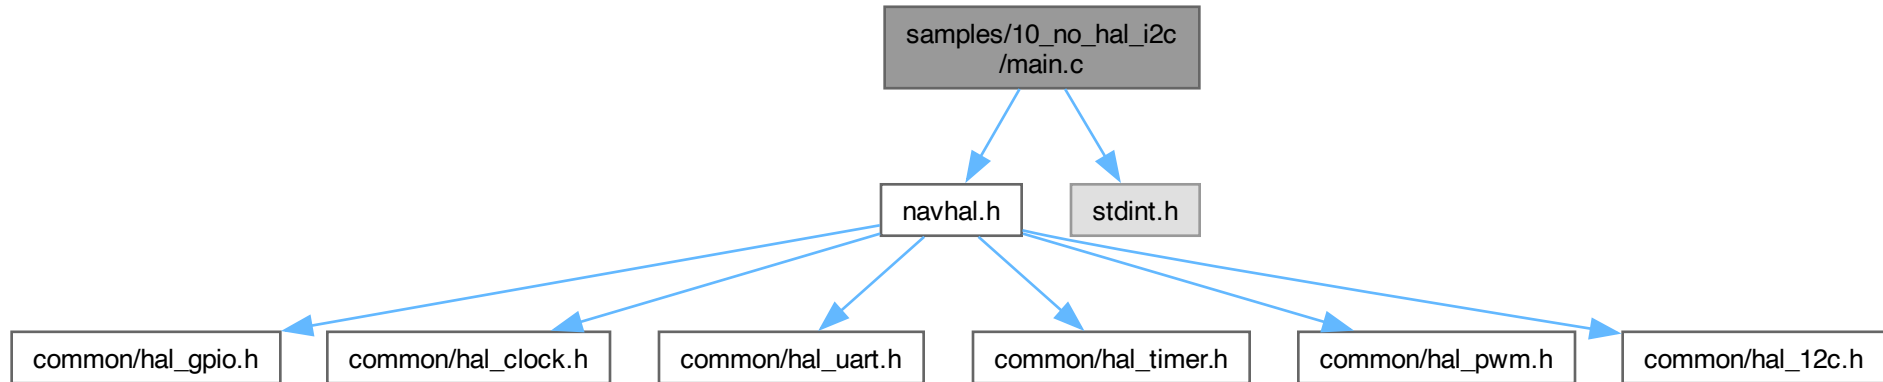 samples/10_no_hal_i2c
/main.c
navhal.h
stdint.h
common/hal_gpio.h
common/hal_clock.h
common/hal_uart.h
common/hal_timer.h
common/hal_pwm.h
common/hal_12c.h